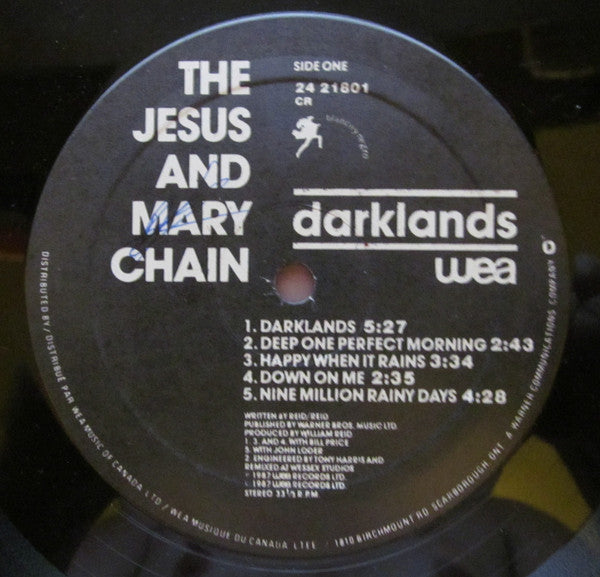 THE
JESUS
AND
MARY
CHAIN
SIDE ONE
24 21801
CR
blanco y negro
darklands
wea
1. DARKLANDS 5:27
2. DEEP ONE PERFECT MORNING 2:43
3. HAPPY WHEN IT RAINS 3:34
4. DOWN ON ME 2:35
5. NINE MILLION RAINY DAYS 4:28
WRITTEN BY REID/REID
PUBLISHED BY WARNER BROS. MUSIC LTD.
PRODUCED BY WILLIAM REID
1. 3. AND 4. WITH BILL PRICE
5. WITH JOHN LODER
2. ENGINEERED BY TONY HARRIS AND
REMIXED AT WESSEX STUDIOS
1987 wea RECORDS LTD.
1987 wea RECORDS LTD.
STEREO 33⅓ R.P.M
DISTRIBUTED BY / DISTRIBUÉ PAR WEA MUSIC OF CANADA, LTD / WEA MUSIQUE DU CANADA, LTEE / 1810 BIRCHMOUNT RD. SCARBOROUGH, ONT. A WARNER COMMUNICATIONS COMPANY